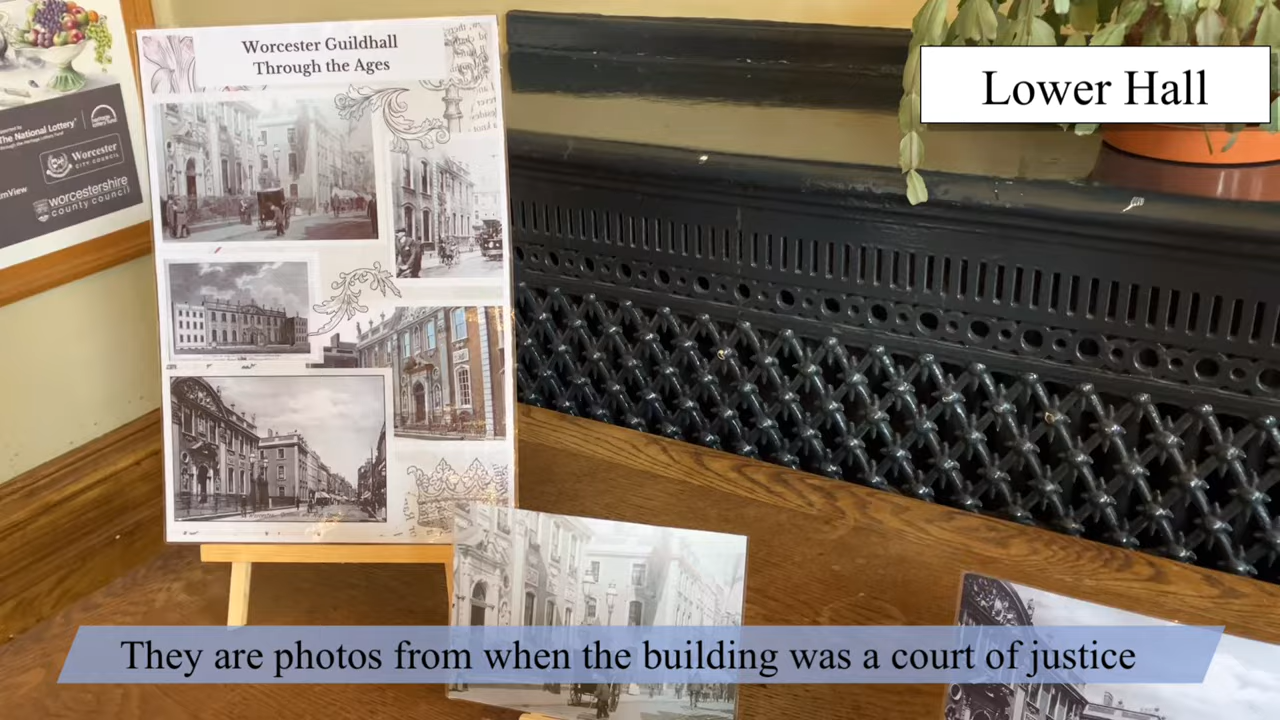 Worcester Guildhall
Through the Ages
Lower Hall
The National Lottery
Worcester
CITY COUNCIL
worcestershire
county council
They are photos from when the building was a court of justice